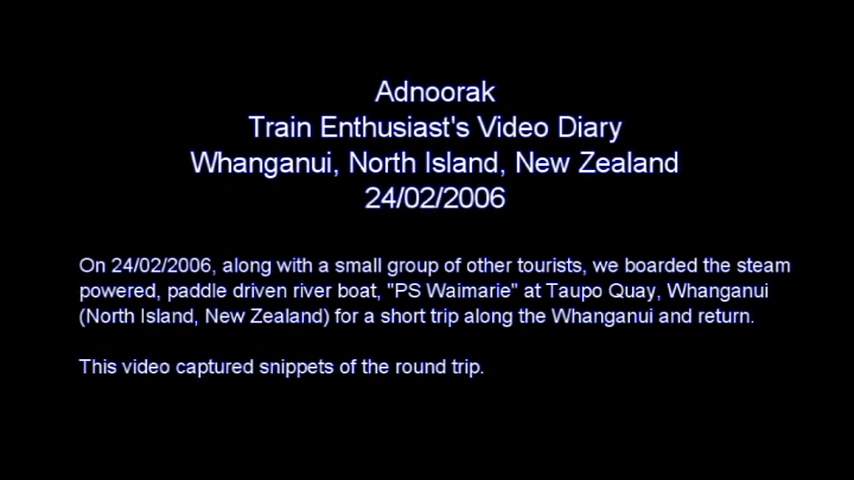 Adnoorak
Train Enthusiast's Video Diary
Whanganui, North Island, New Zealand
24/02/2006
On 24/02/2006, along with a small group of other tourists, we boarded the steam
powered, paddle driven river boat, "PS Waimarie" at Taupo Quay, Whanganui
(North Island, New Zealand) for a short trip along the Whanganui and return.
This video captured snippets of the round trip.